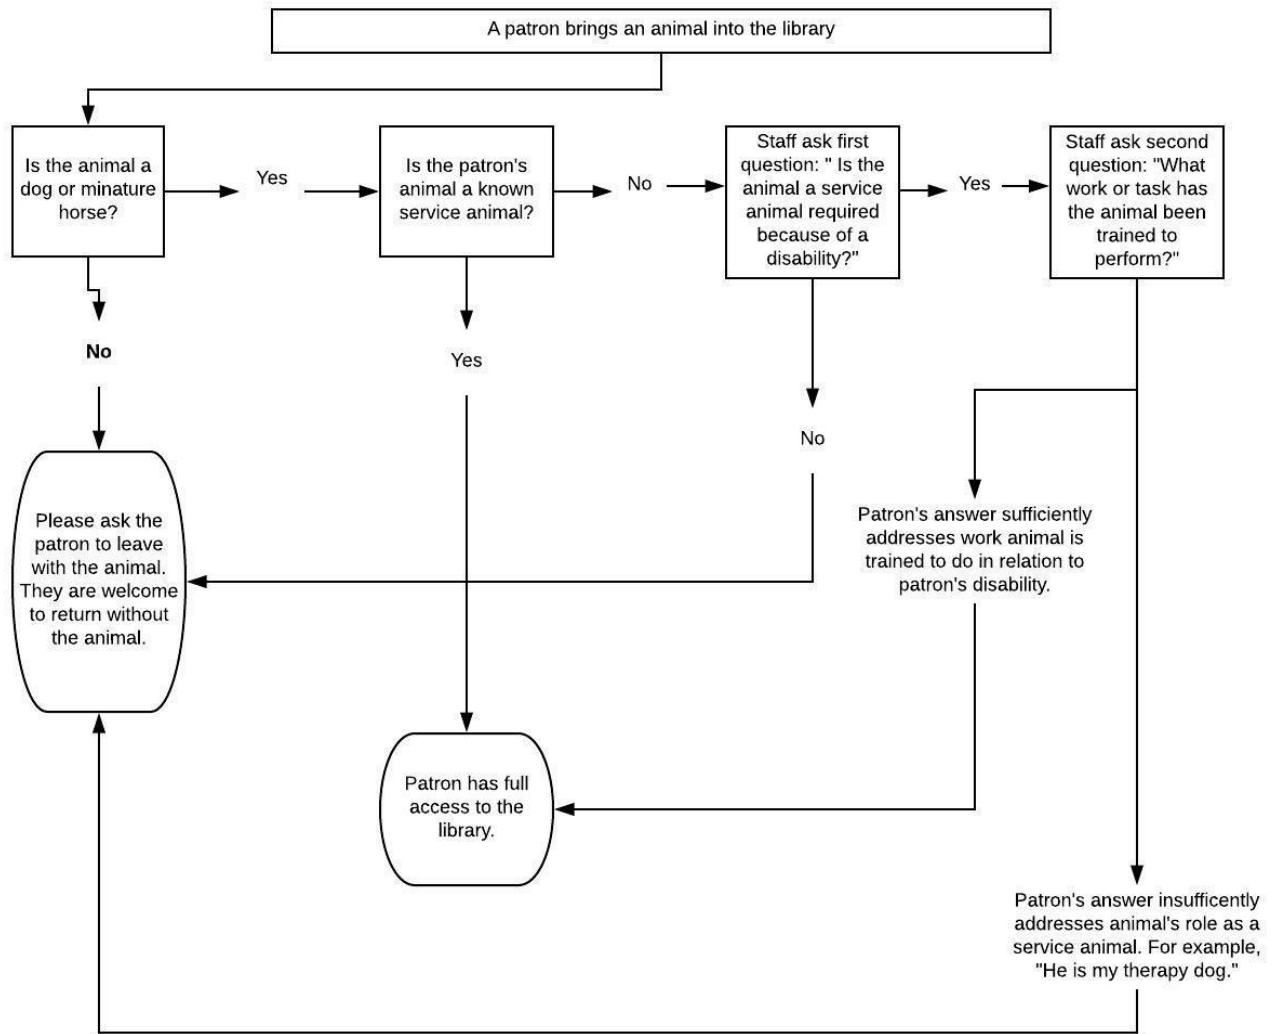 A patron brings an animal into the library
Is the animal a
dog or minature
horse?
Yes
Is the patron's
animal a known
service animal?
No
Staff ask first
question: " Is the
animal a service
animal required
because of a
disability?"
Yes
Staff ask second
question: "What
work or task has
the animal been
trained to
perform?"
No
Yes
No
Please ask the
patron to leave
with the animal.
They are welcome
to return without
the animal.
Patron's answer sufficiently
addresses work animal is
trained to do in relation to
patron's disability.
Patron has full
access to the
library.
Patron's answer insufficently
addresses animal's role as a
service animal. For example,
"He is my therapy dog."